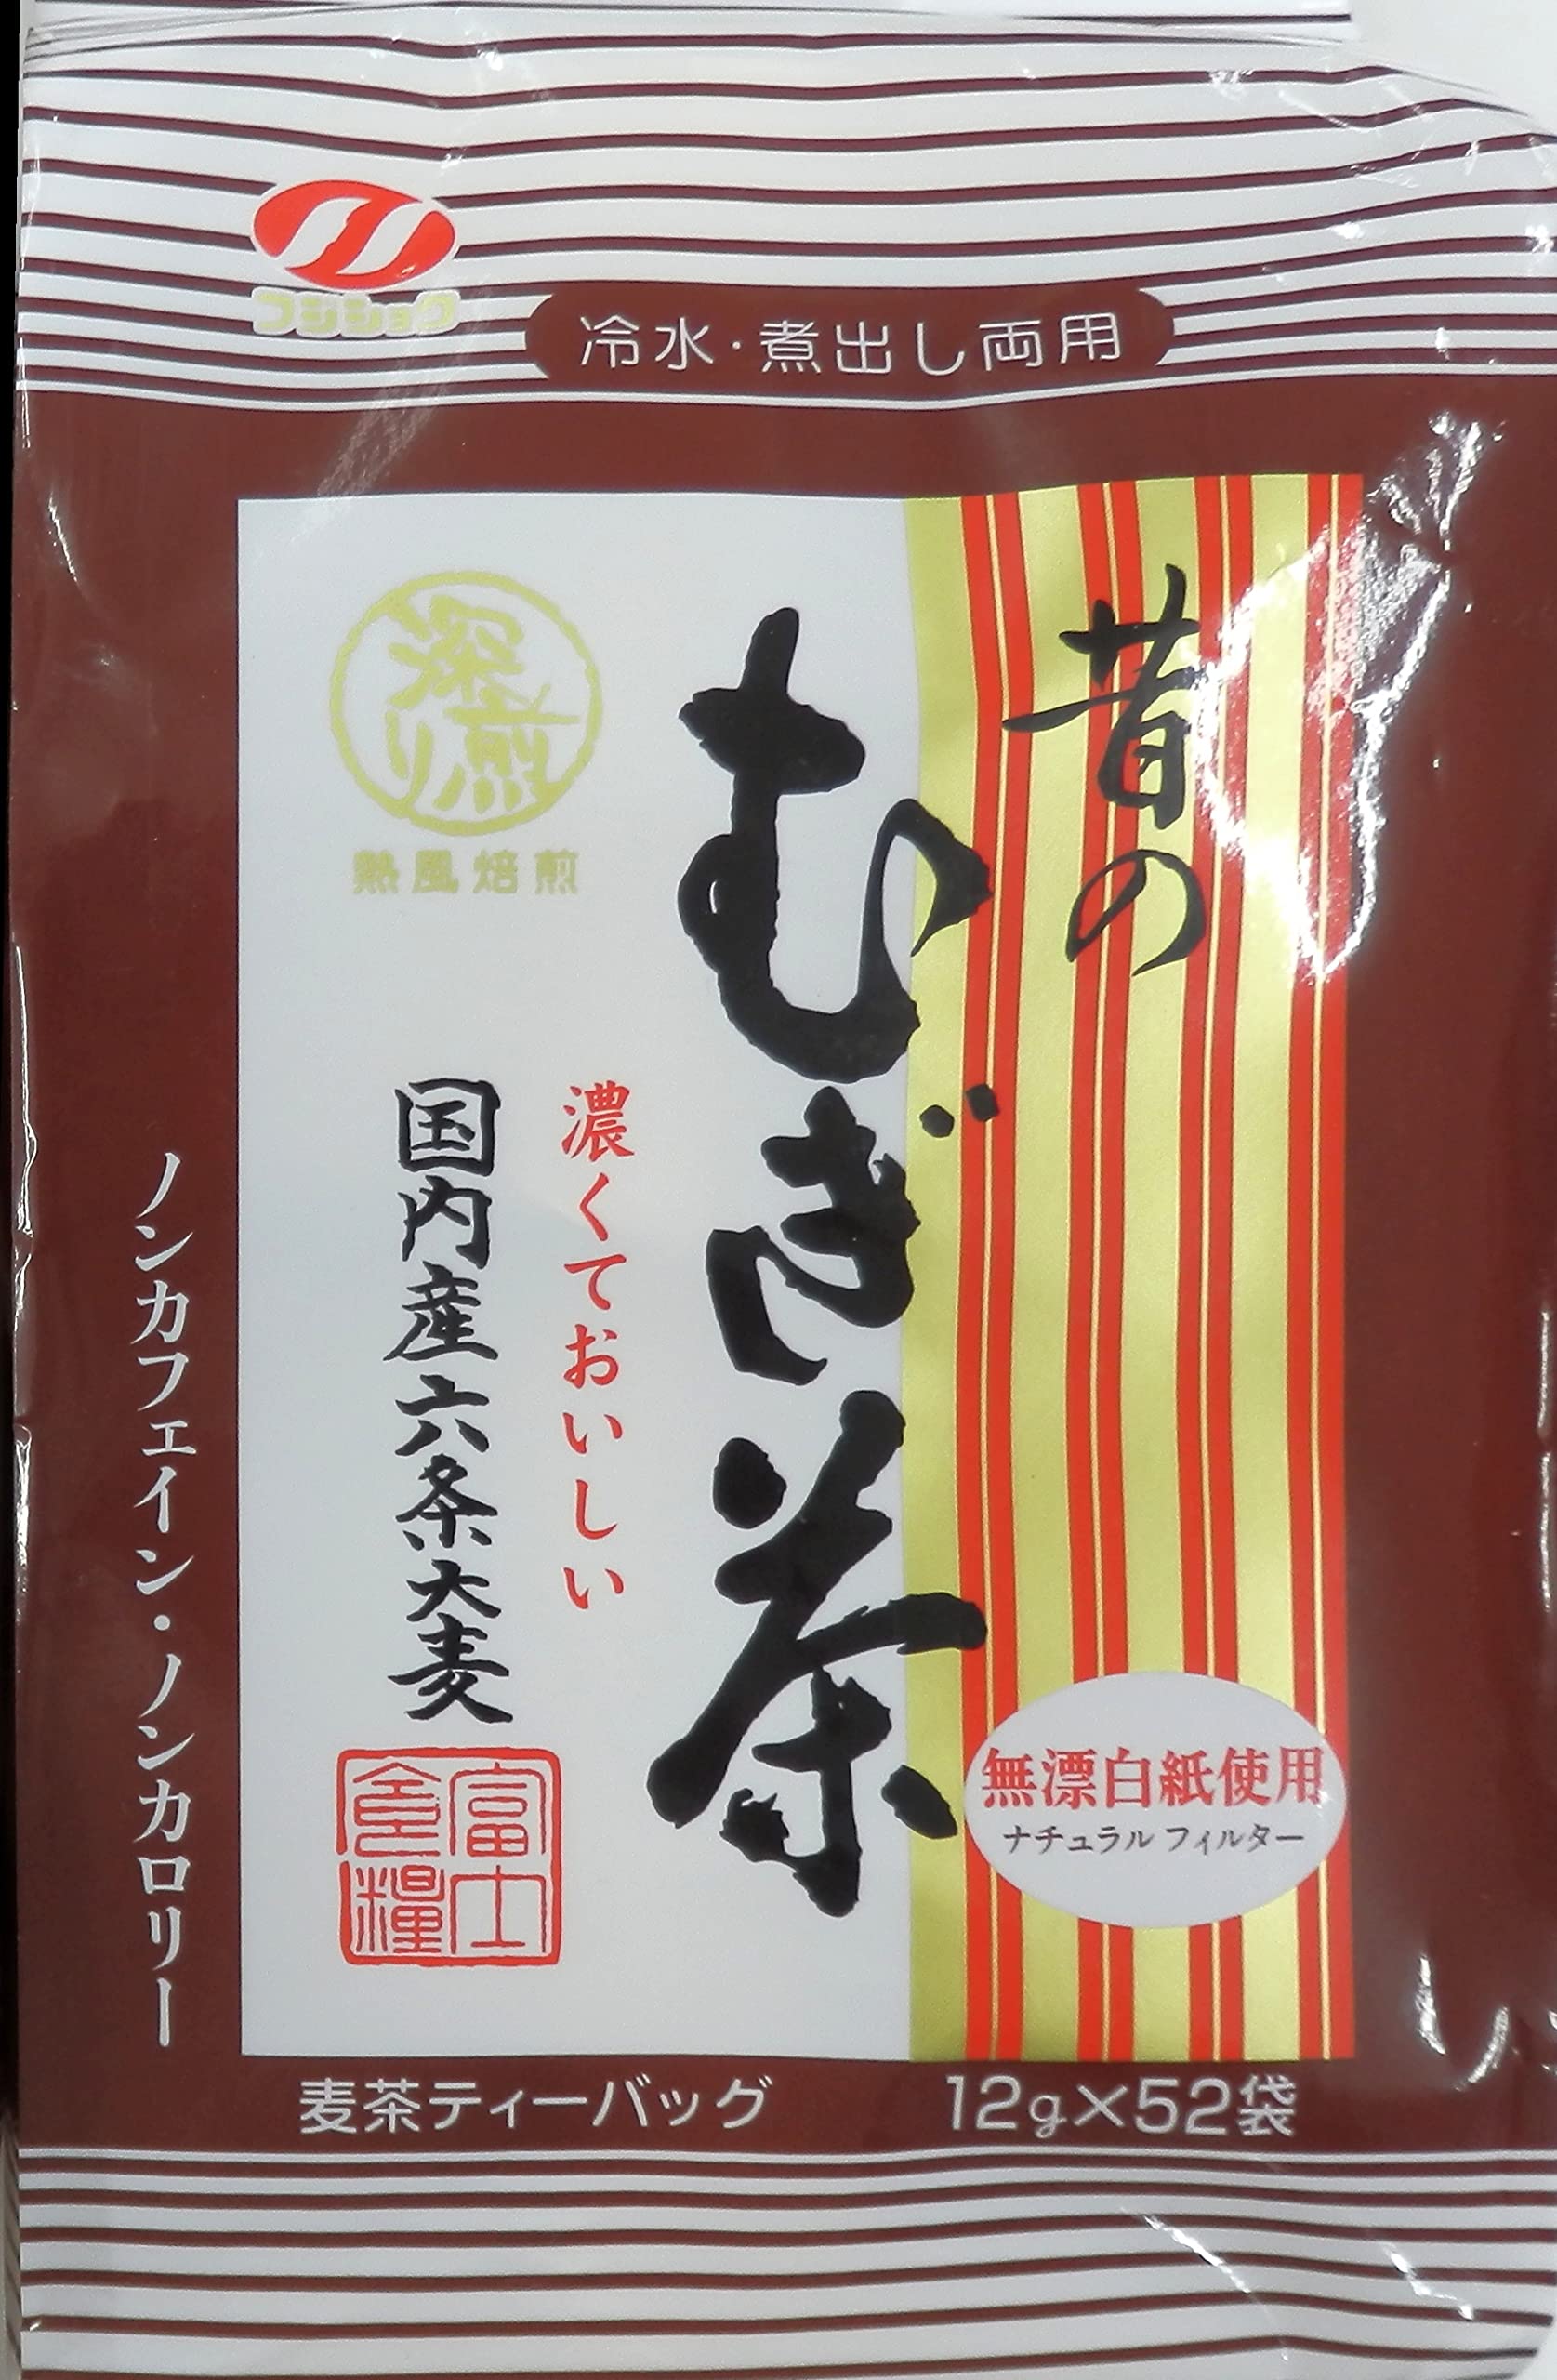 フジショク
冷水・煮出し両用
昔の
むぎ茶
深煎り
熱風焙煎
濃くておいしい
国内産六条大麦
富士食糧
ノンカフェイン・ノンカロリー
無漂白紙使用
ナチュラルフィルター
麦茶ティーバッグ 12g×52袋